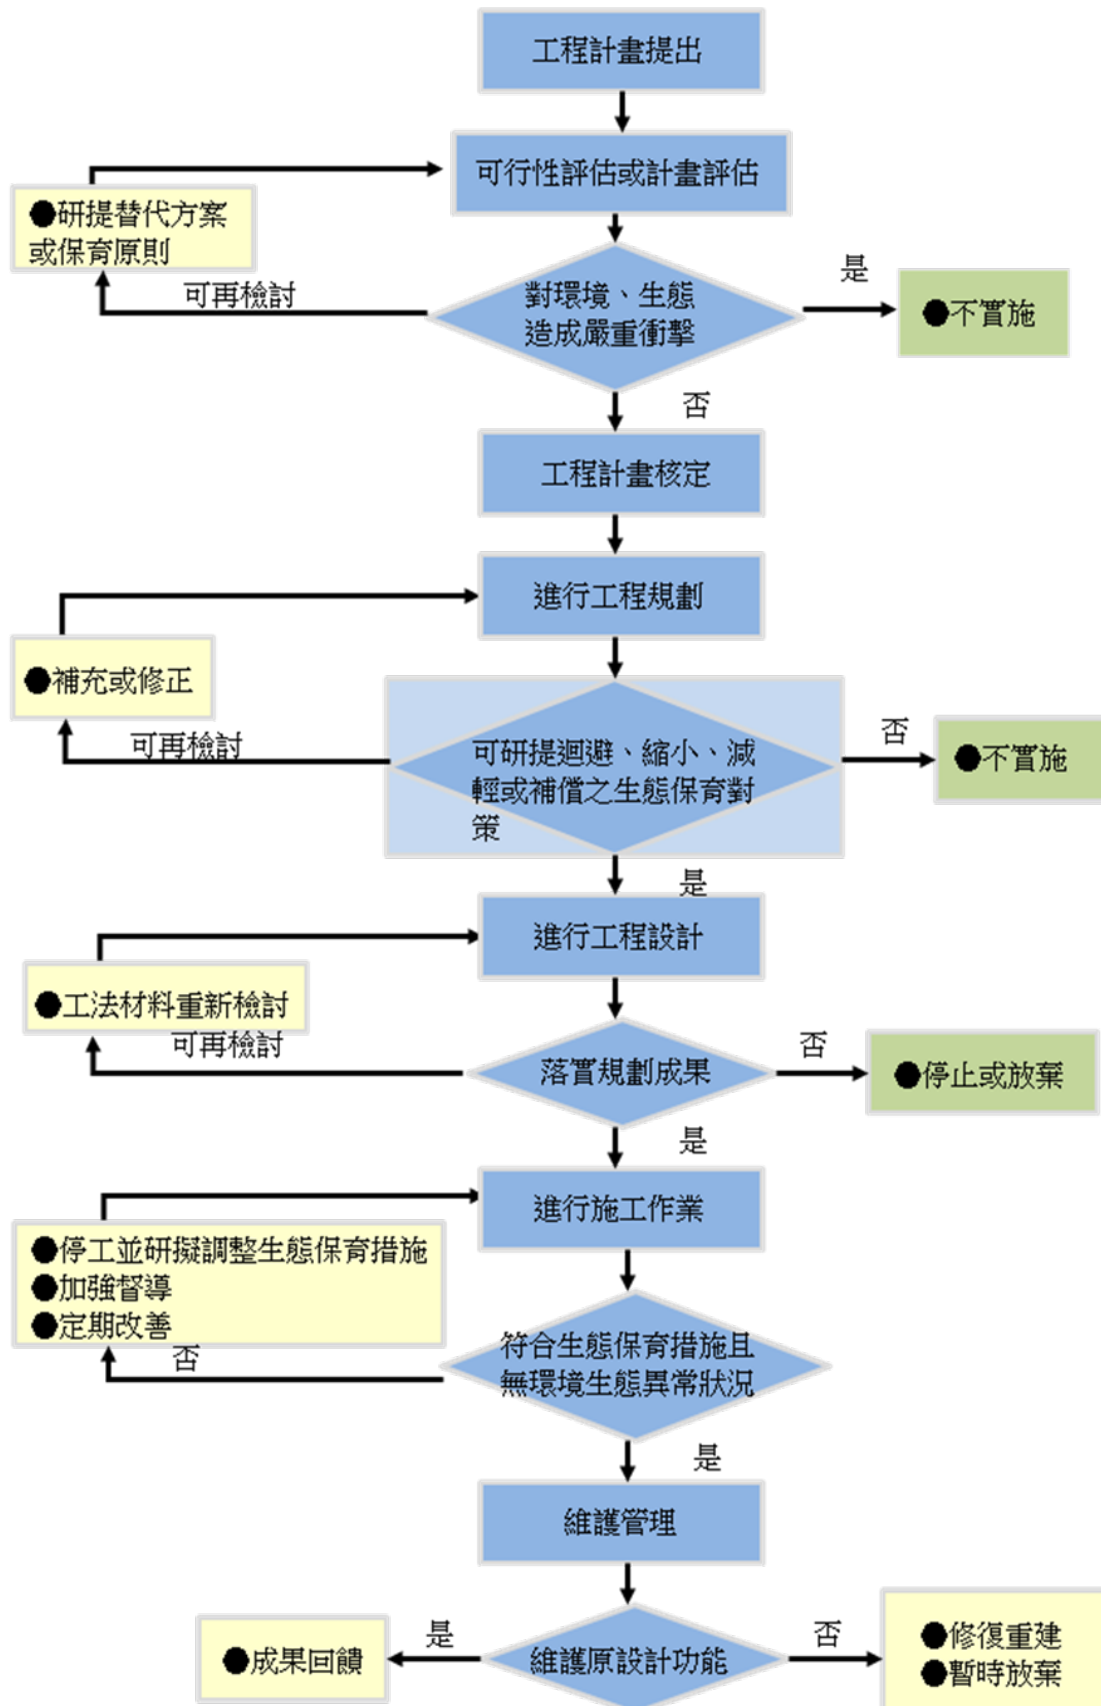 工程計畫提出
可行性評估或計畫評估
●研提替代方案
或保育原則
可再檢討
對環境、生態
造成嚴重衝擊
是
●不實施
否
工程計畫核定
進行工程規劃
●補充或修正
可再檢討
可研提迴避、縮小、減
輕或補償之生態保育對
策
否
●不實施
是
進行工程設計
●工法材料重新檢討
可再檢討
落實規劃成果
否
●停止或放棄
是
進行施工作業
●停工並研擬調整生態保育措施
●加強督導
●定期改善
否
符合生態保育措施且
無環境生態異常狀況
是
維護管理
●成果回饋
是
維護原設計功能
否
●修復重建
●暫時放棄